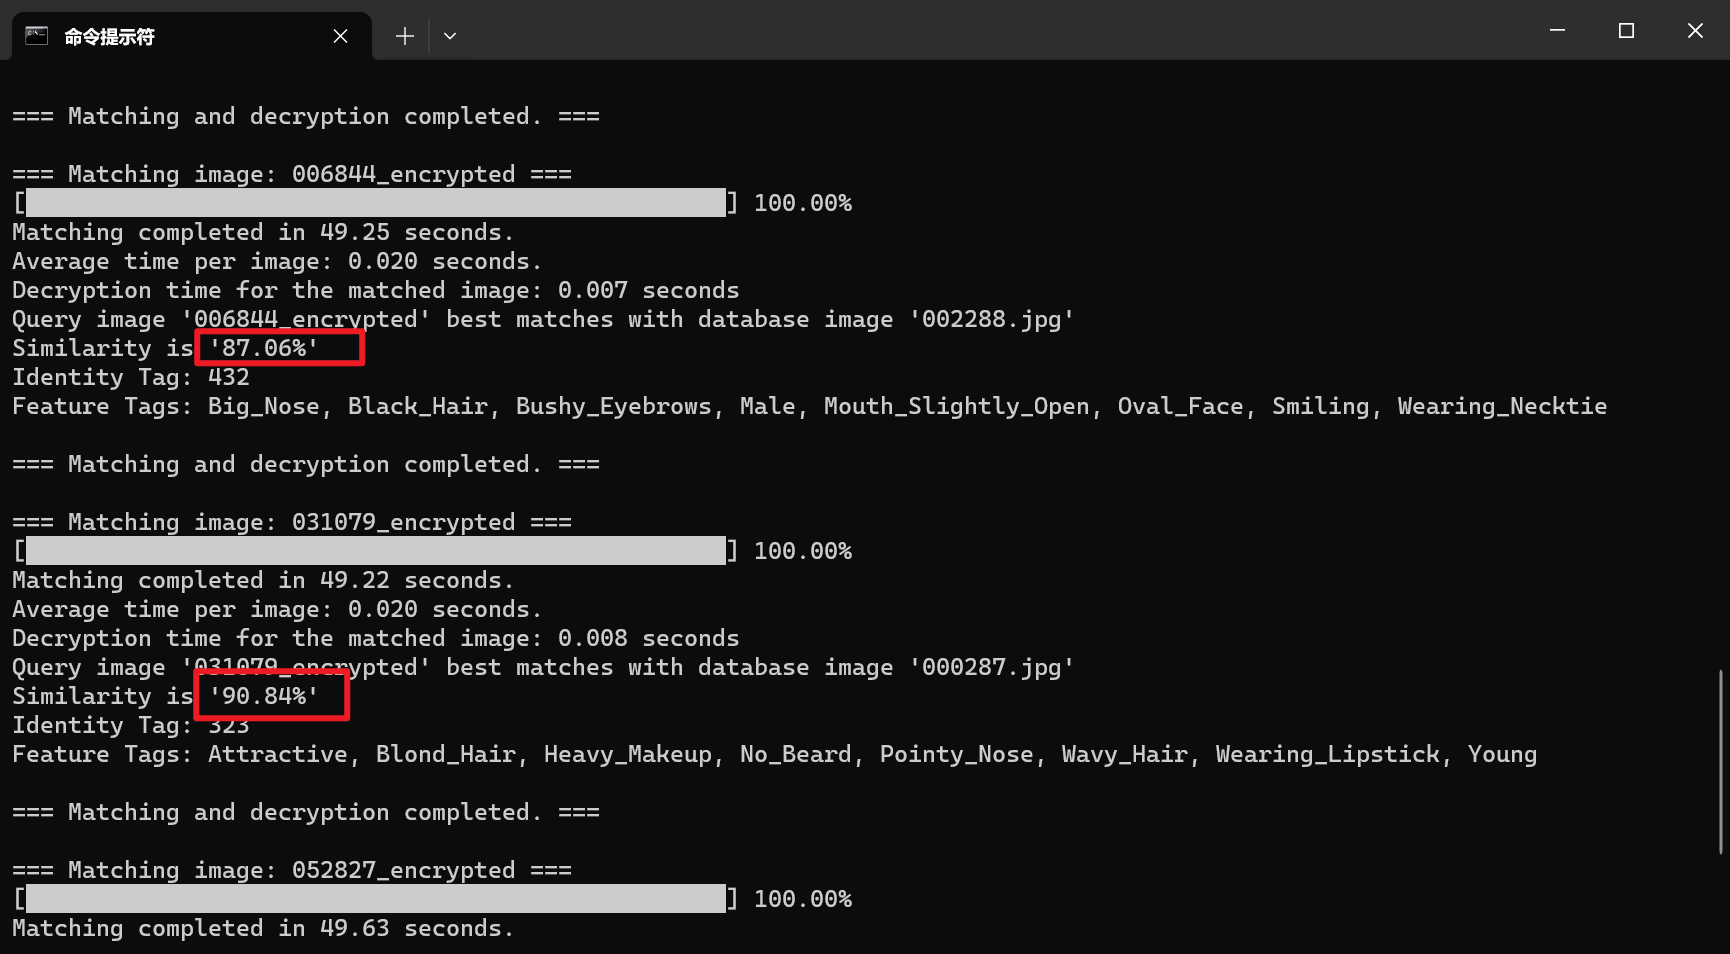 命令提示符
=== Matching and decryption completed. ===
=== Matching image: 006844_encrypted ===
[ ] 100.00%
Matching completed in 49.25 seconds.
Average time per image: 0.020 seconds.
Decryption time for the matched image: 0.007 seconds
Query image '006844_encrypted' best matches with database image '002288.jpg'
Similarity is '87.06%'
Identity Tag: 432
Feature Tags: Big_Nose, Black_Hair, Bushy_Eyebrows, Male, Mouth_Slightly_Open, Oval_Face, Smiling, Wearing_Necktie
=== Matching and decryption completed. ===
=== Matching image: 031079_encrypted ===
[ ] 100.00%
Matching completed in 49.22 seconds.
Average time per image: 0.020 seconds.
Decryption time for the matched image: 0.008 seconds
Query image '031079_encrypted' best matches with database image '000287.jpg'
Similarity is '90.84%'
Identity Tag: 323
Feature Tags: Attractive, Blond_Hair, Heavy_Makeup, No_Beard, Pointy_Nose, Wavy_Hair, Wearing_Lipstick, Young
=== Matching and decryption completed. ===
=== Matching image: 052827_encrypted ===
[ ] 100.00%
Matching completed in 49.63 seconds.